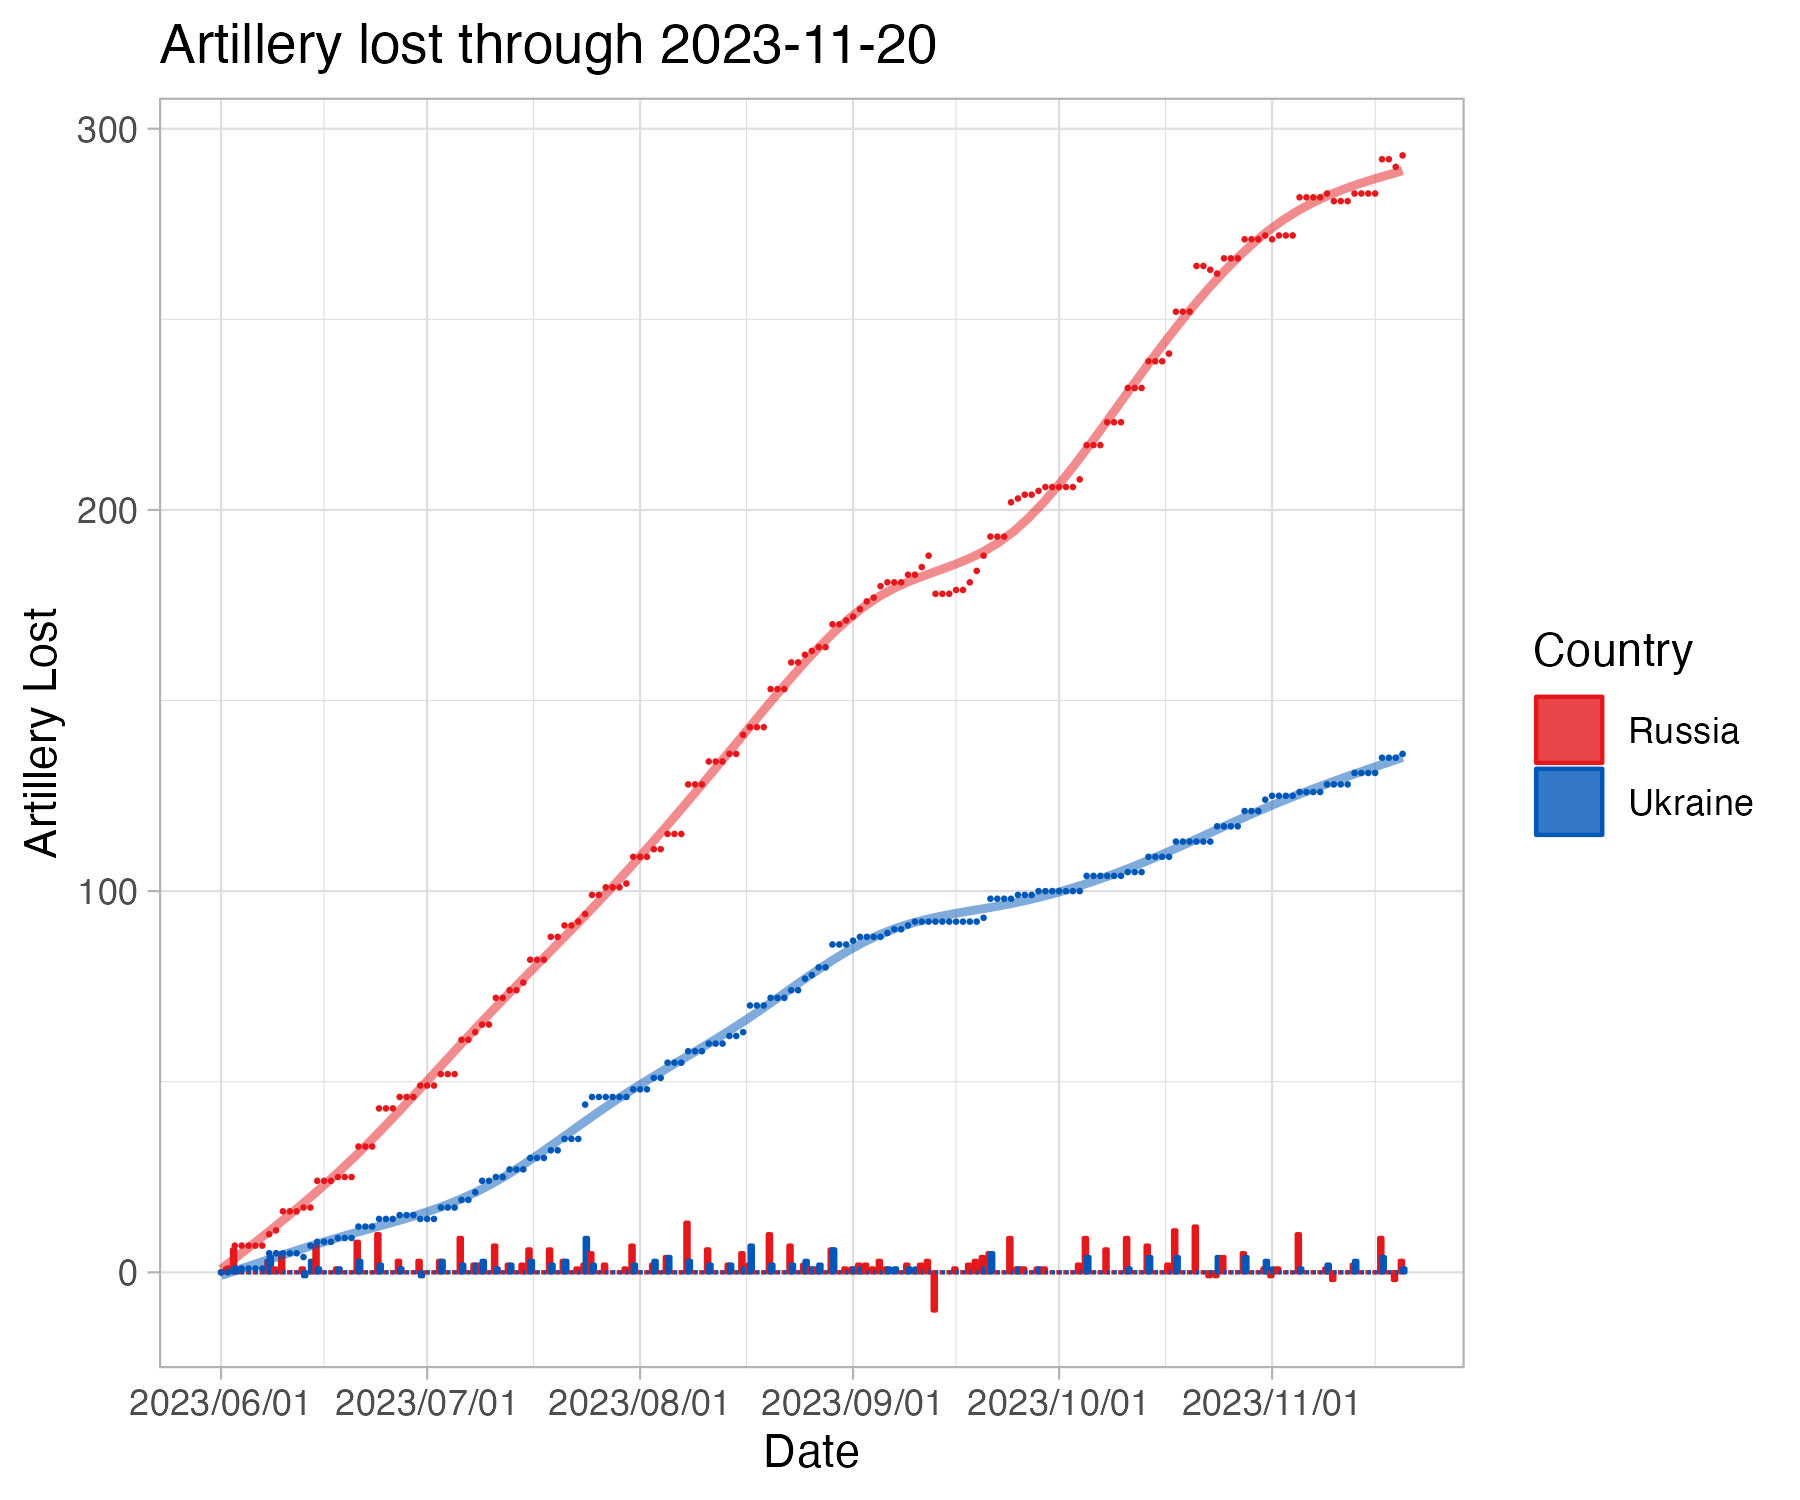 Artillery lost through 2023-11-20
300
200
100
0
Artillery Lost
2023/06/01 2023/07/01 2023/08/01 2023/09/01 2023/10/01 2023/11/01
Date
Country
Russia
Ukraine